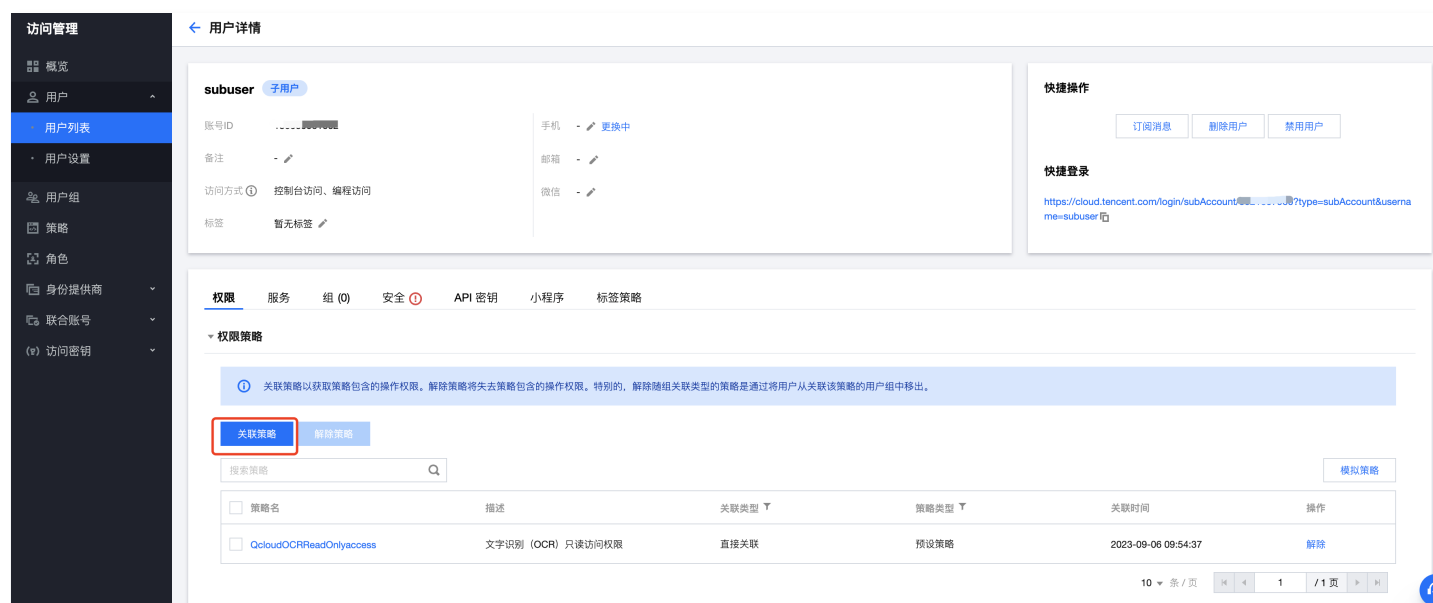 访问管理
用户详情
概览
用户
用户列表
用户设置
用户组
策略
角色
身份提供商
联合账号
访问密钥
subuser 子用户
账号ID
备注 -
访问方式 控制台访问、编程访问
标签 暂无标签
手机 - 更换中
邮箱 -
微信 -
快捷操作
订阅消息 删除用户 禁用用户
快捷登录
https://cloud.tencent.com/login/subAccount/ ?type=subAccount&userna
me=subuser
权限 服务 组 (0) 安全 API 密钥 小程序 标签策略
权限策略
关联策略以获取策略包含的操作权限。解除策略将失去策略包含的操作权限。特别的，解除随组关联类型的策略是通过将用户从关联该策略的用户组中移出。
关联策略 解除策略
搜索策略 模拟策略
策略名 描述 关联类型 策略类型 关联时间 操作
QcloudOCRReadOnlyaccess 文字识别（OCR）只读访问权限 直接关联 预设策略 2023-09-06 09:54:37 解除
10 条 / 页 1 / 1 页